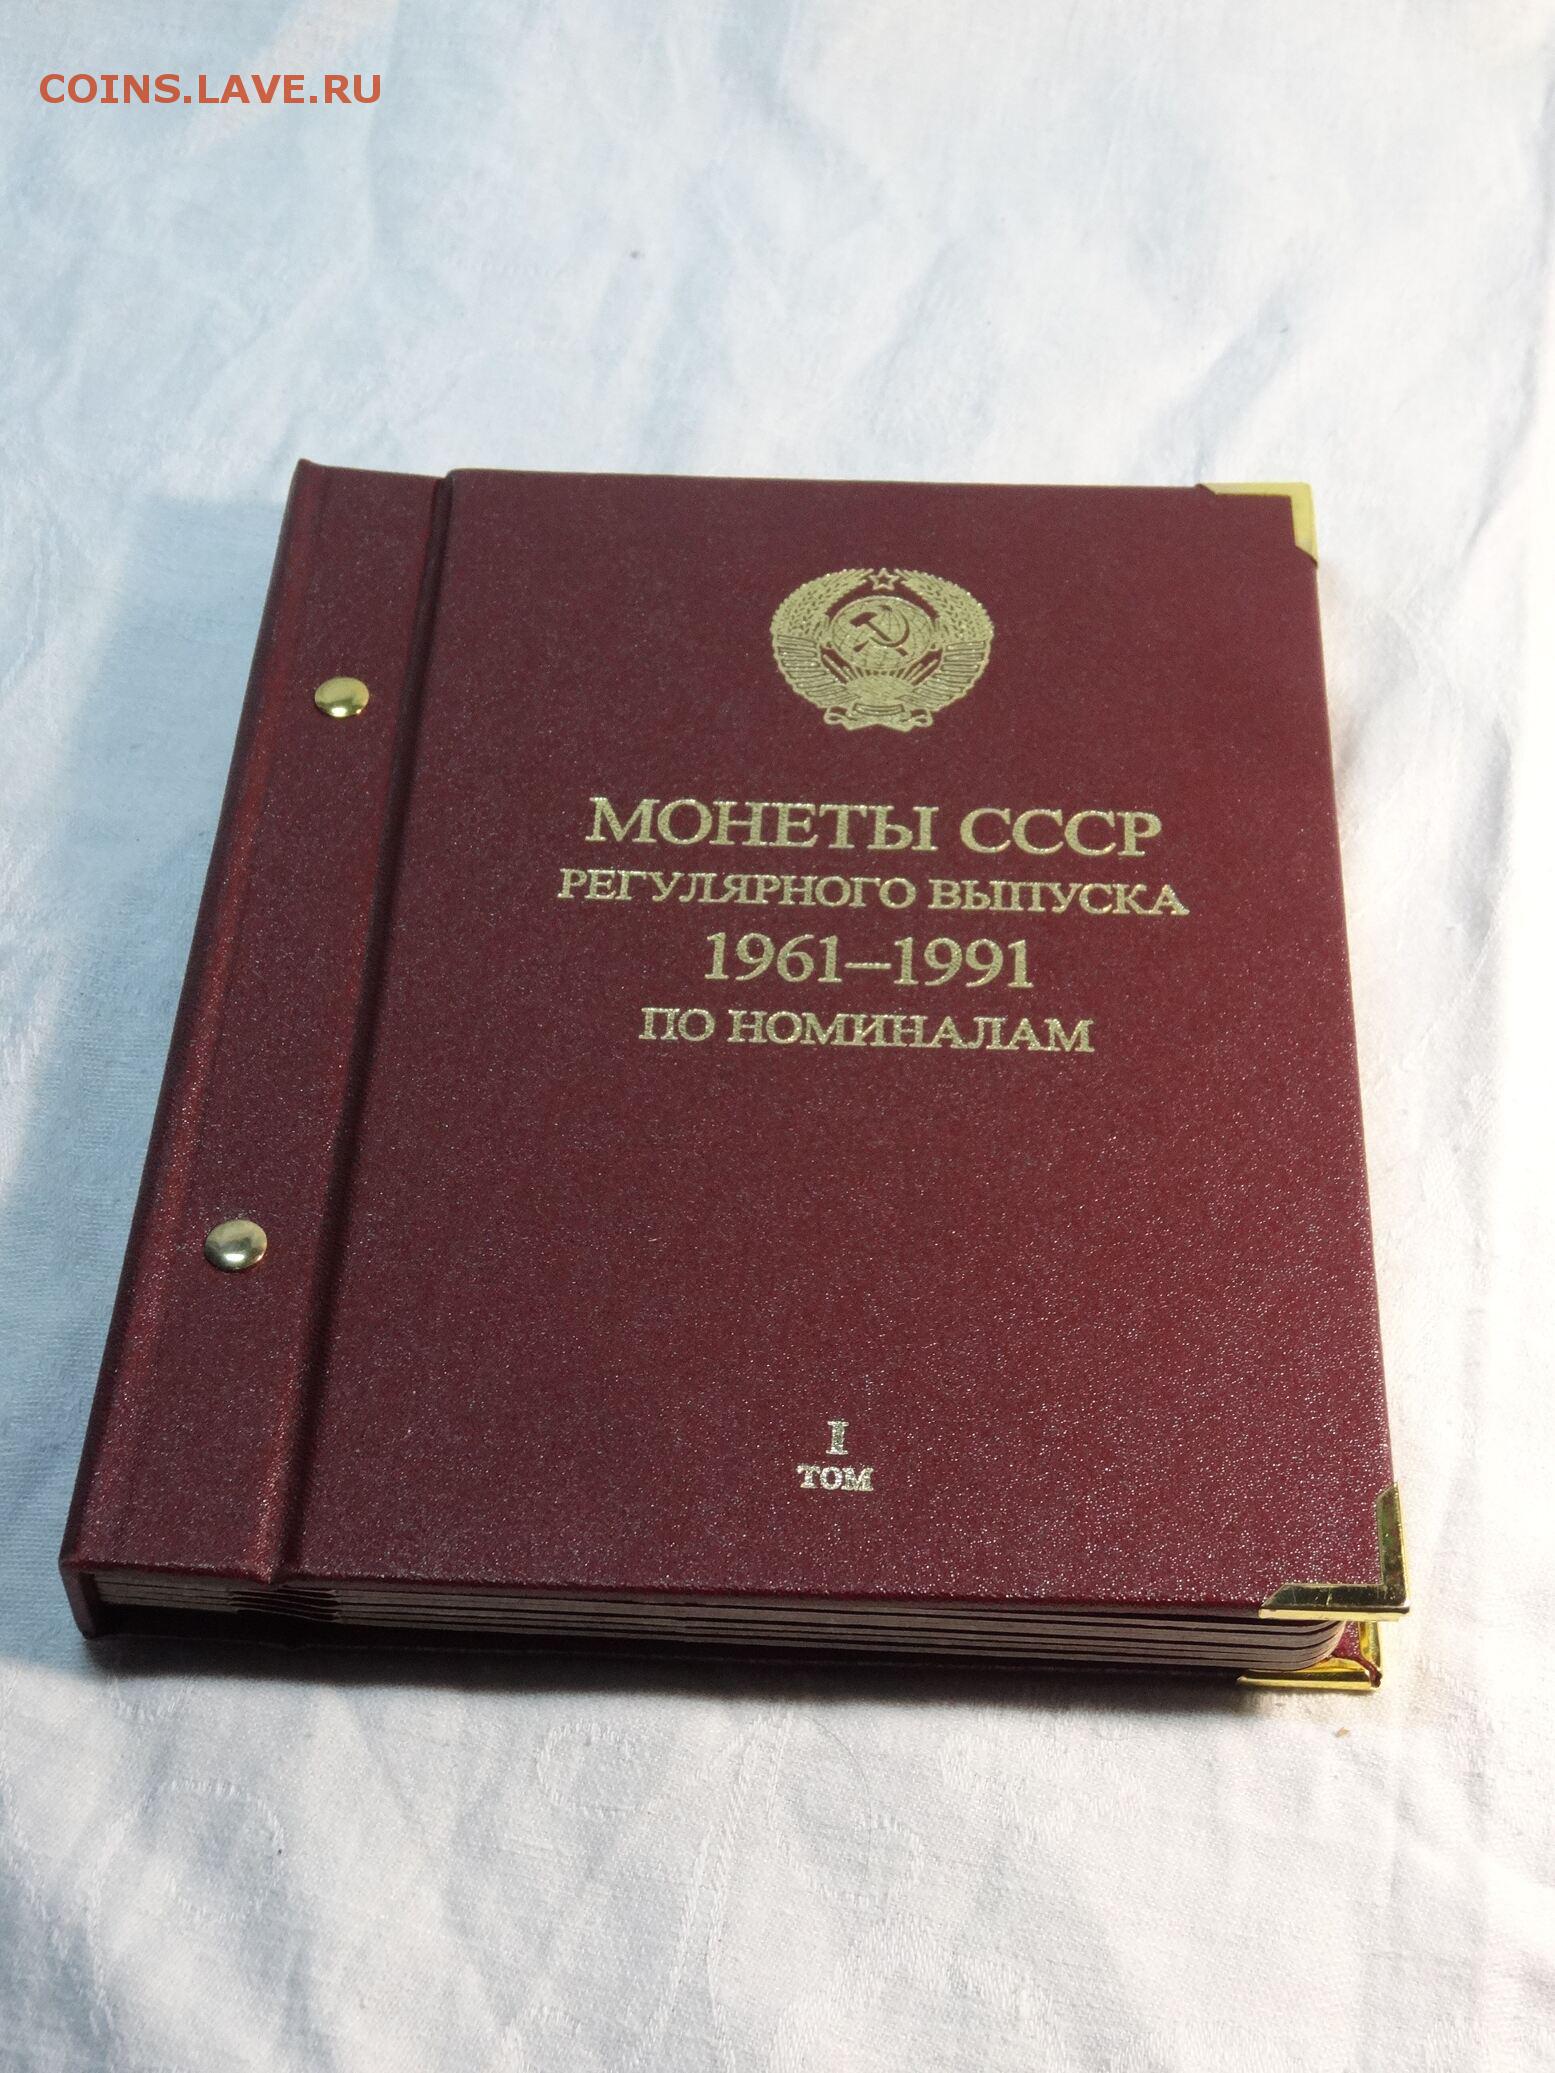 COINS.LAVE.RU
МОНЕТЫ СССР
РЕГУЛЯРНОГО ВЫПУСКА
1961–1991
ПО НОМИНАЛАМ
I
ТОМ